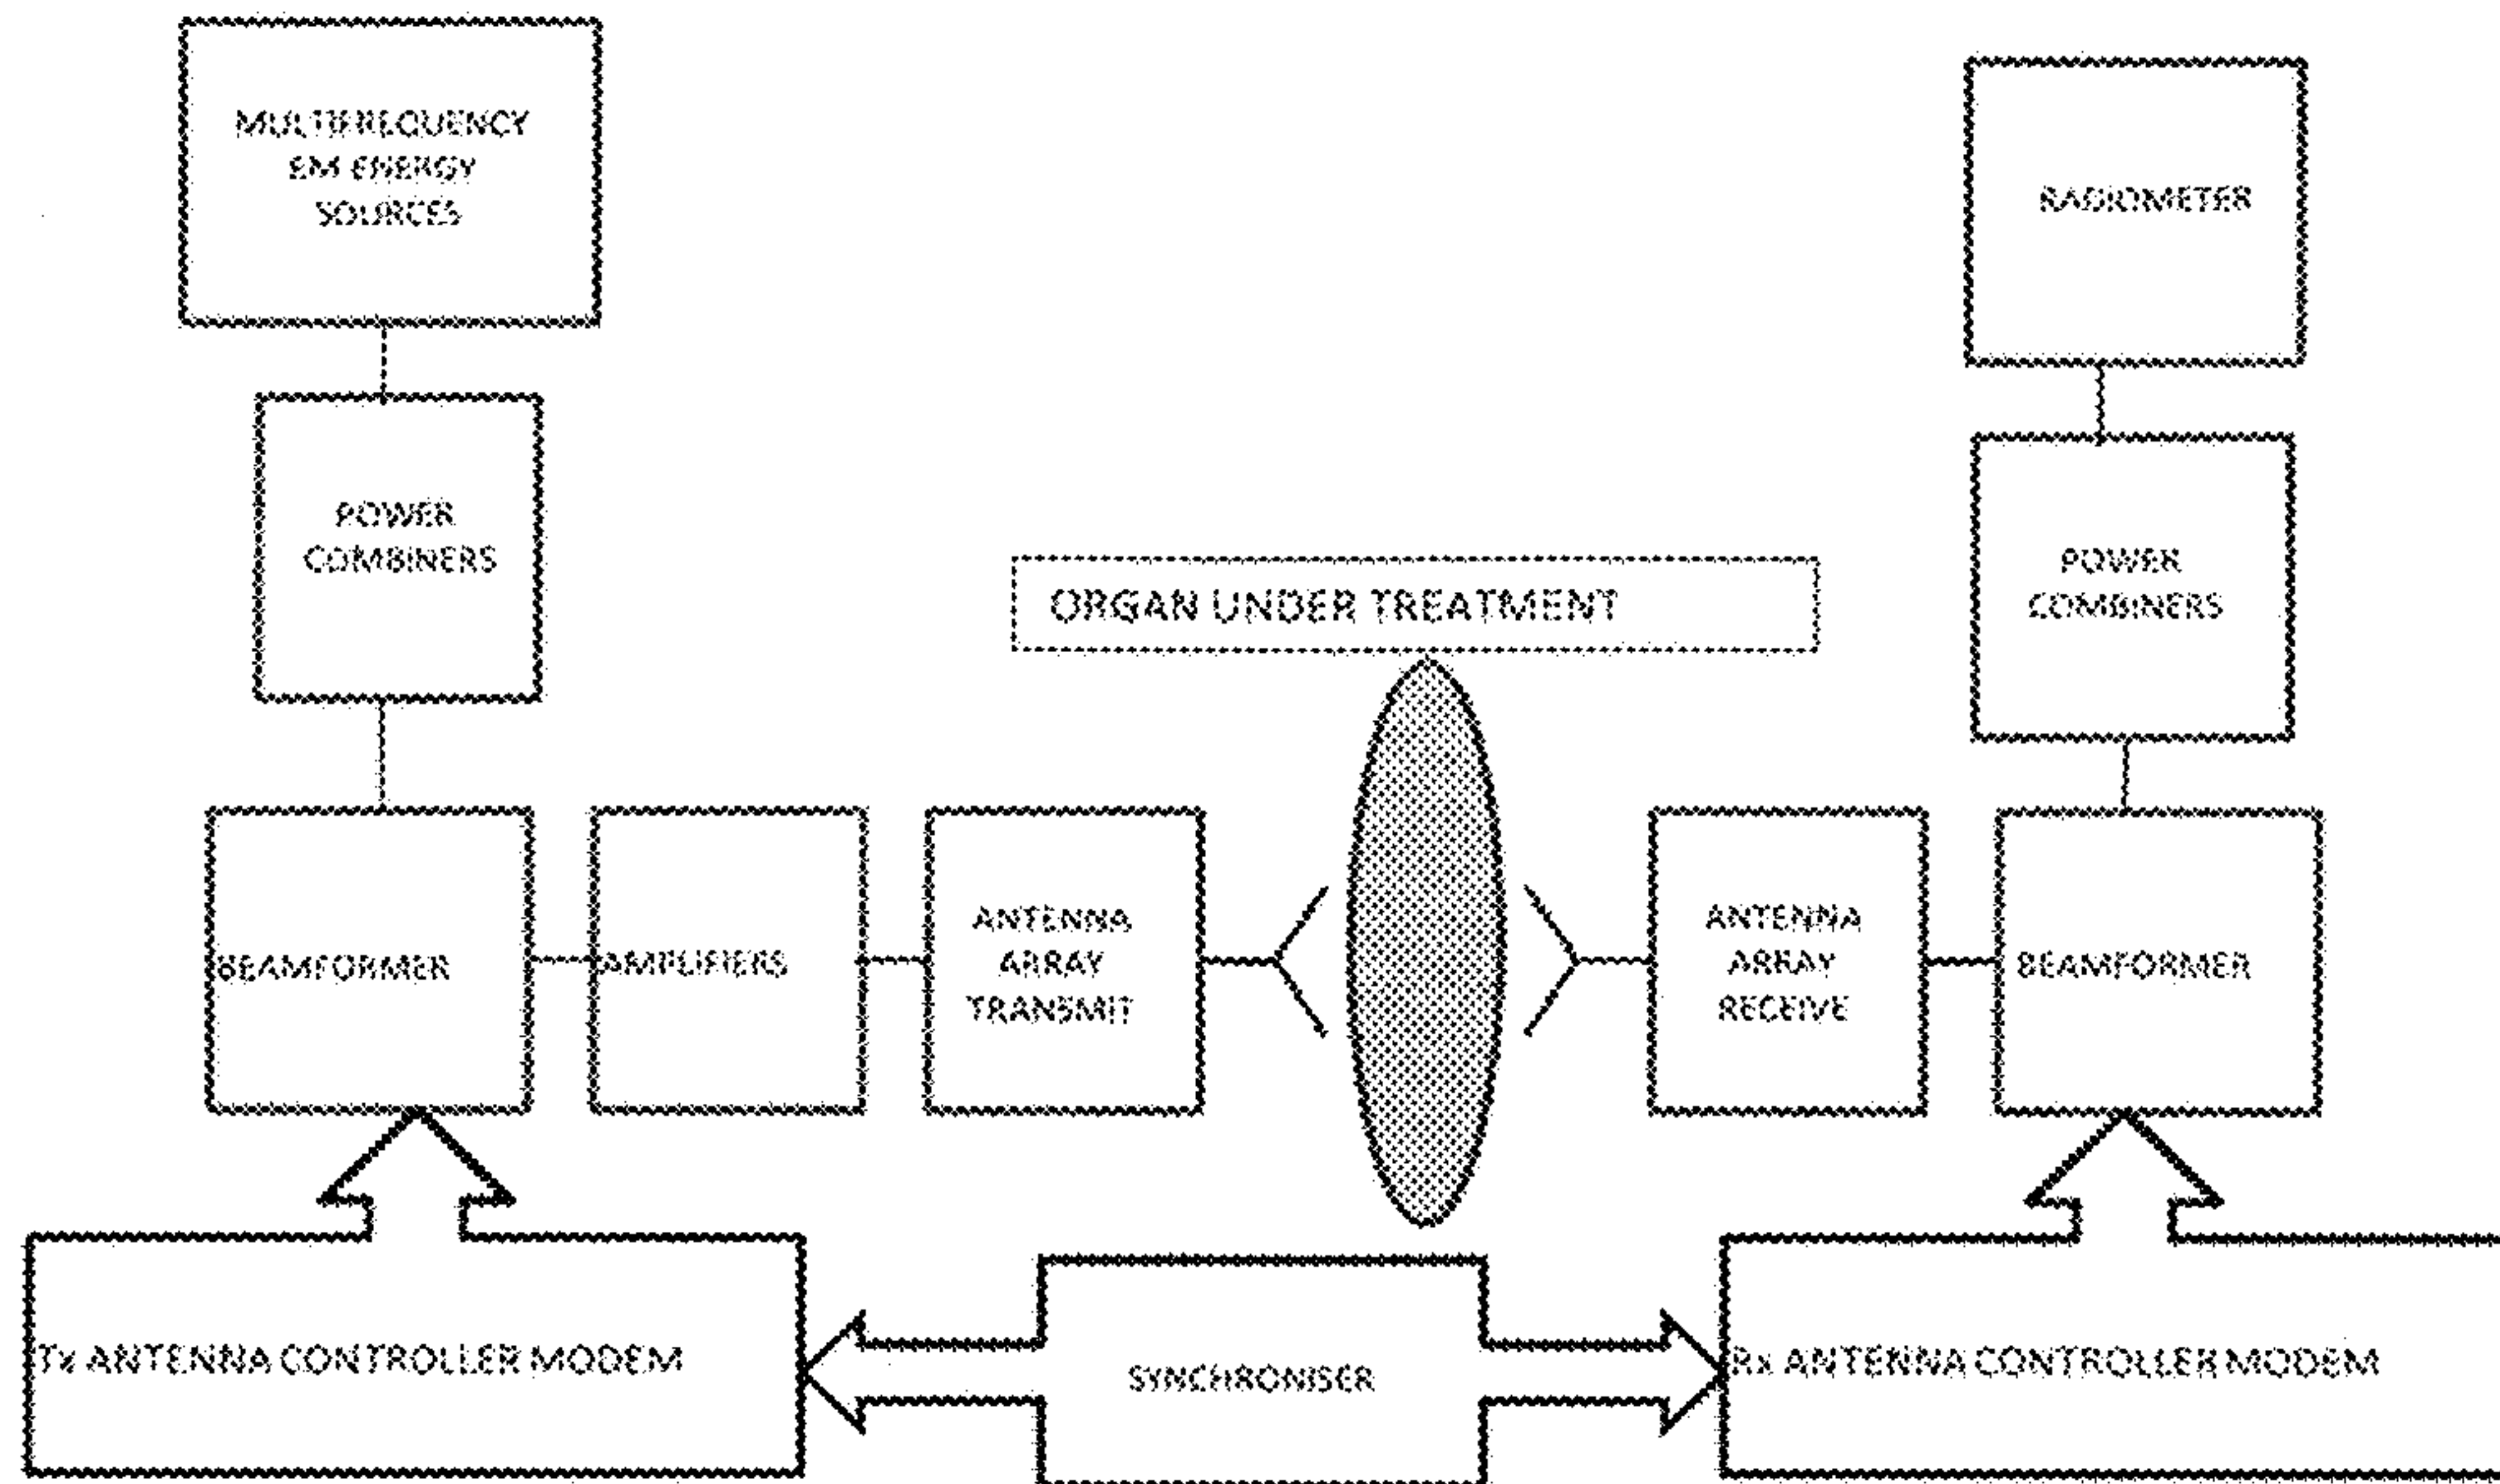 MULTIFREQUENCY
EM ENERGY
SOURCES
RADIOMETER
POWER
COMBINERS
ORGAN UNDER TREATMENT
POWER
COMBINERS
BEAMFORMER
AMPLIFIERS
ANTENNA
ARRAY
TRANSMIT
ANTENNA
ARRAY
RECEIVE
BEAMFORMER
Tx ANTENNA CONTROLLER MODEM
SYNCHRONISER
Rx ANTENNA CONTROLLER MODEM